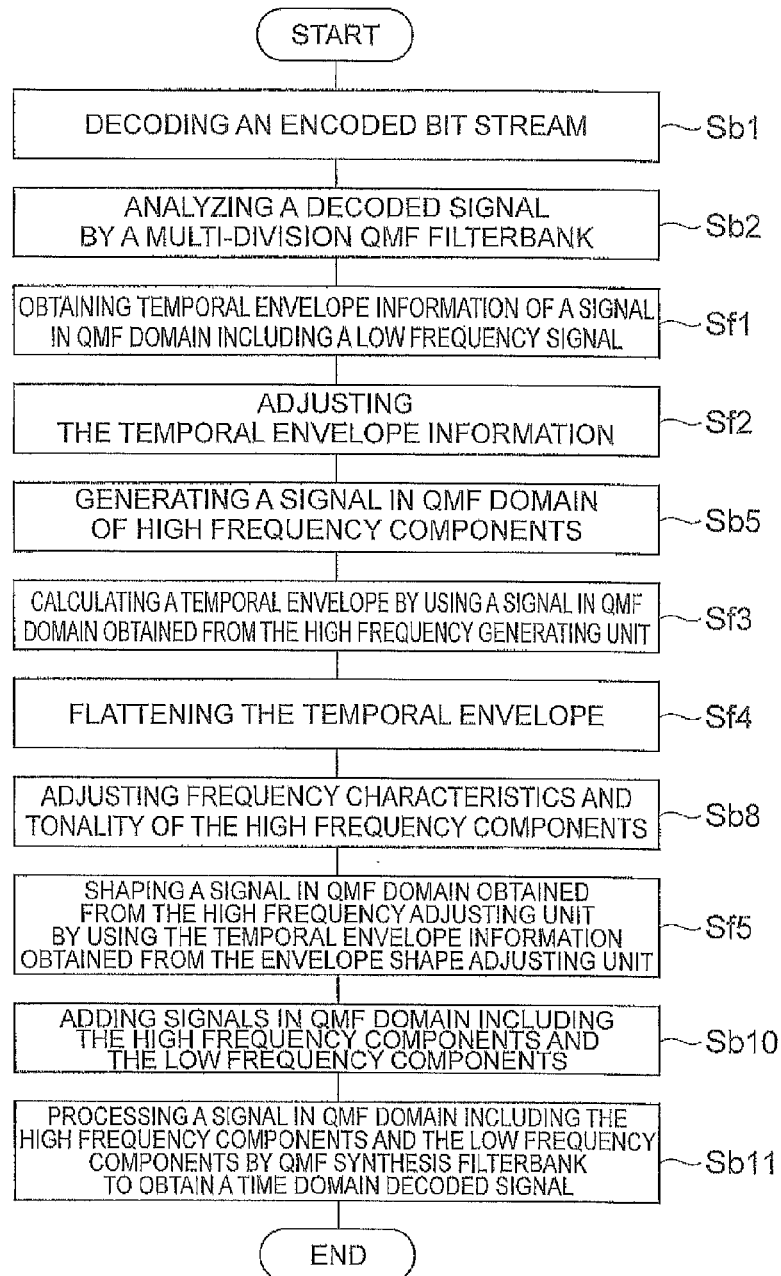 START
DECODING AN ENCODED BIT STREAM
Sb1
ANALYZING A DECODED SIGNAL
BY A MULTI-DIVISION QMF FILTERBANK
Sb2
OBTAINING TEMPORAL ENVELOPE INFORMATION OF A SIGNAL
IN QMF DOMAIN INCLUDING A LOW FREQUENCY SIGNAL
Sf1
ADJUSTING
THE TEMPORAL ENVELOPE INFORMATION
Sf2
GENERATING A SIGNAL IN QMF DOMAIN
OF HIGH FREQUENCY COMPONENTS
Sb5
CALCULATING A TEMPORAL ENVELOPE BY USING A SIGNAL IN QMF
DOMAIN OBTAINED FROM THE HIGH FREQUENCY GENERATING UNIT
Sf3
FLATTENING THE TEMPORAL ENVELOPE
Sf4
ADJUSTING FREQUENCY CHARACTERISTICS AND
TONALITY OF THE HIGH FREQUENCY COMPONENTS
Sb8
SHAPING A SIGNAL IN QMF DOMAIN OBTAINED
FROM THE HIGH FREQUENCY ADJUSTING UNIT
BY USING THE TEMPORAL ENVELOPE INFORMATION
OBTAINED FROM THE ENVELOPE SHAPE ADJUSTING UNIT
Sf5
ADDING SIGNALS IN QMF DOMAIN INCLUDING
THE HIGH FREQUENCY COMPONENTS AND
THE LOW FREQUENCY COMPONENTS
Sb10
PROCESSING A SIGNAL IN QMF DOMAIN INCLUDING THE
HIGH FREQUENCY COMPONENTS AND THE LOW FREQUENCY
COMPONENTS BY QMF SYNTHESIS FILTERBANK
TO OBTAIN A TIME DOMAIN DECODED SIGNAL
Sb11
END